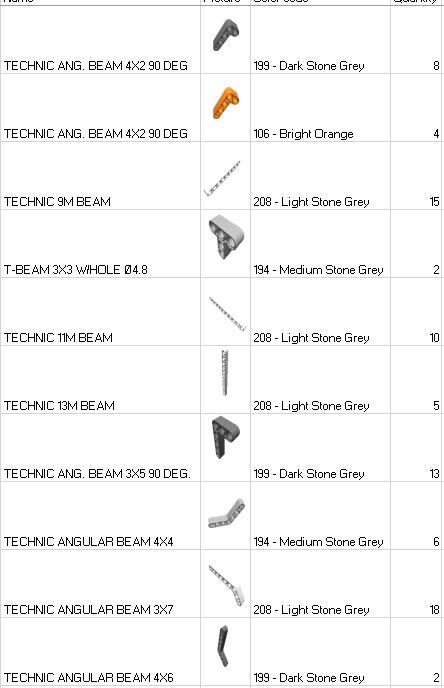 Name Picture Color code Quantity
TECHNIC ANG. BEAM 4X2 90 DEG 199 - Dark Stone Grey 8
TECHNIC ANG. BEAM 4X2 90 DEG 106 - Bright Orange 4
TECHNIC 9M BEAM 208 - Light Stone Grey 15
T-BEAM 3X3 W/HOLE Ø4.8 194 - Medium Stone Grey 2
TECHNIC 11M BEAM 208 - Light Stone Grey 10
TECHNIC 13M BEAM 208 - Light Stone Grey 5
TECHNIC ANG. BEAM 3X5 90 DEG. 199 - Dark Stone Grey 13
TECHNIC ANGULAR BEAM 4X4 194 - Medium Stone Grey 6
TECHNIC ANGULAR BEAM 3X7 208 - Light Stone Grey 18
TECHNIC ANGULAR BEAM 4X6 199 - Dark Stone Grey 2